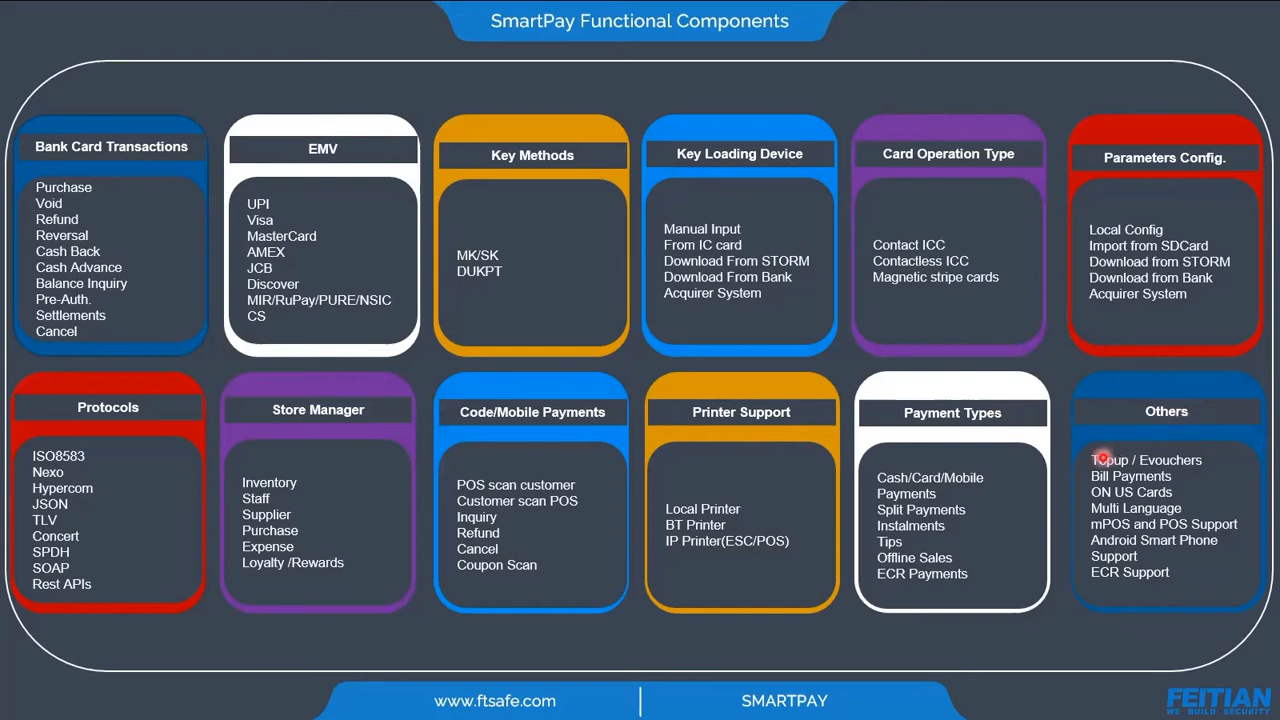 SmartPay Functional Components
Bank Card Transactions
Purchase
Void
Refund
Reversal
Cash Back
Cash Advance
Balance Inquiry
Pre-Auth.
Settlements
Cancel
EMV
UPI
Visa
MasterCard
AMEX
JCB
Discover
MIR/RuPay/PURE/NSIC
CS
Key Methods
MK/SK
DUKPT
Key Loading Device
Manual Input
From IC card
Download From STORM
Download From Bank
Acquirer System
Card Operation Type
Contact ICC
Contactless ICC
Magnetic stripe cards
Parameters Config.
Local Config
Import from SDCard
Download from STORM
Download from Bank
Acquirer System
Protocols
ISO8583
Nexo
Hypercom
JSON
TLV
Concert
SPDH
SOAP
Rest APIs
Store Manager
Inventory
Staff
Supplier
Purchase
Expense
Loyalty /Rewards
Code/Mobile Payments
POS scan customer
Customer scan POS
Inquiry
Refund
Cancel
Coupon Scan
Printer Support
Local Printer
BT Printer
IP Printer(ESC/POS)
Payment Types
Cash/Card/Mobile
Payments
Split Payments
Instalments
Tips
Offline Sales
ECR Payments
Others
Topup / Evouchers
Bill Payments
ON US Cards
Multi Language
mPOS and POS Support
Android Smart Phone
Support
ECR Support
www.ftsafe.com
SMARTPAY
FEITIAN
WE BUILD SECURITY